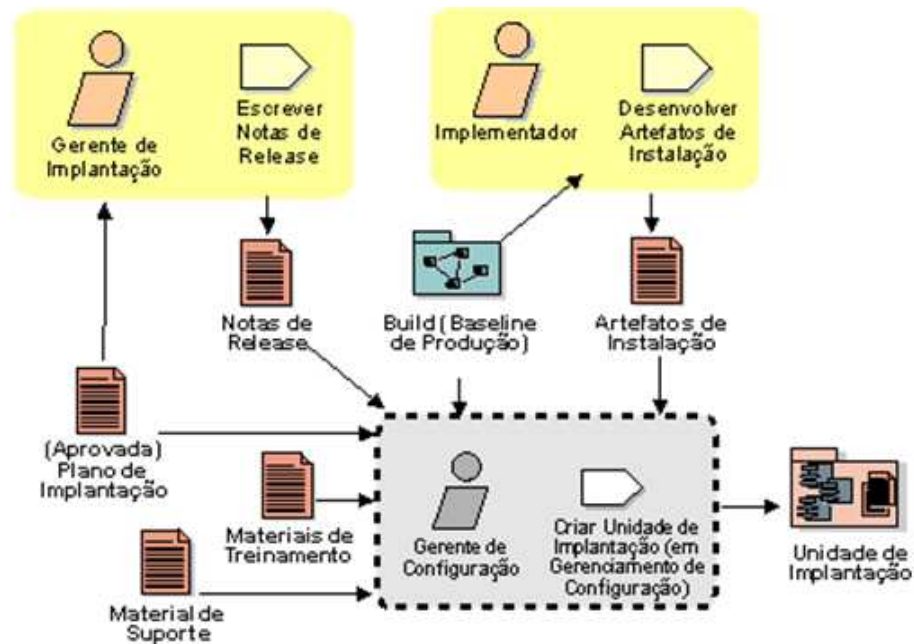 Gerente de
Implantação
Escrever
Notas de
Release
Implementador
Desenvolver
Artefatos de
Instalação
Notas de
Release
Build (Baseline
de Produção)
Artefatos de
Instalação
(Aprovada)
Plano de
Implantação
Materiais de
Treinamento
Material de
Suporte
Gerente de
Configuração
Criar Unidade de
Implantação (em
Gerenciamento de
Configuração)
Unidade de
Implantação